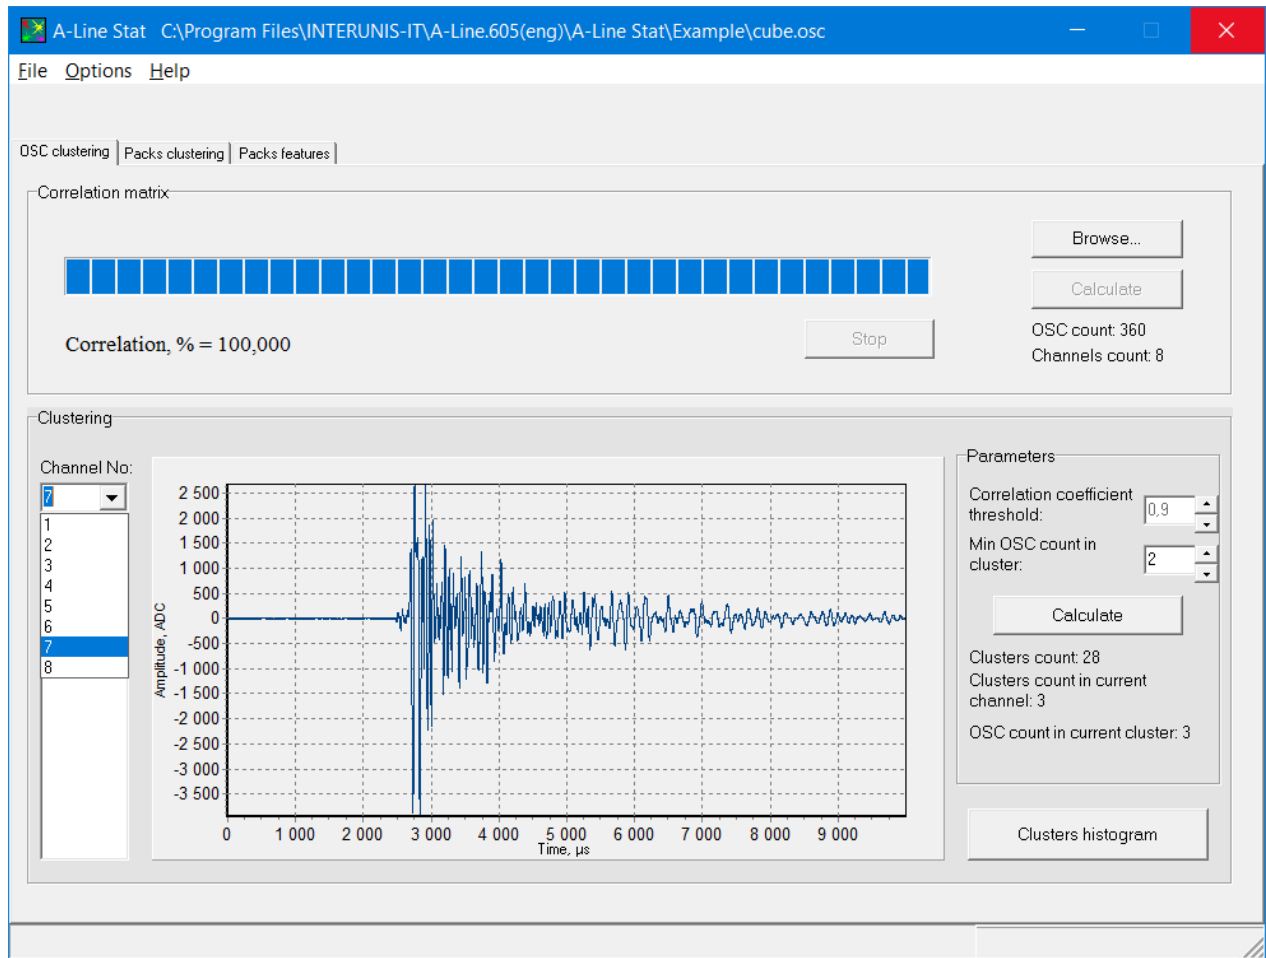 A-Line Stat C:\Program Files\INTERUNIS-IT\A-Line.605(eng)\A-Line Stat\Example\cube.osc
File Options Help
OSC clustering Packs clustering Packs features
Correlation matrix
Browse...
Calculate
Correlation, % = 100,000
Stop
OSC count: 360
Channels count: 8
Clustering
Channel No:
7
1
2
3
4
5
6
7
8
Amplitude, ADC
2 500
2 000
1 500
1 000
500
0
-500
-1 000
-1 500
-2 000
-2 500
-3 000
-3 500
0 1 000 2 000 3 000 4 000 5 000 6 000 7 000 8 000 9 000
Time, µs
Parameters
Correlation coefficient
threshold:
0,9
Min OSC count in
cluster:
2
Calculate
Clusters count: 28
Clusters count in current
channel: 3
OSC count in current cluster: 3
Clusters histogram